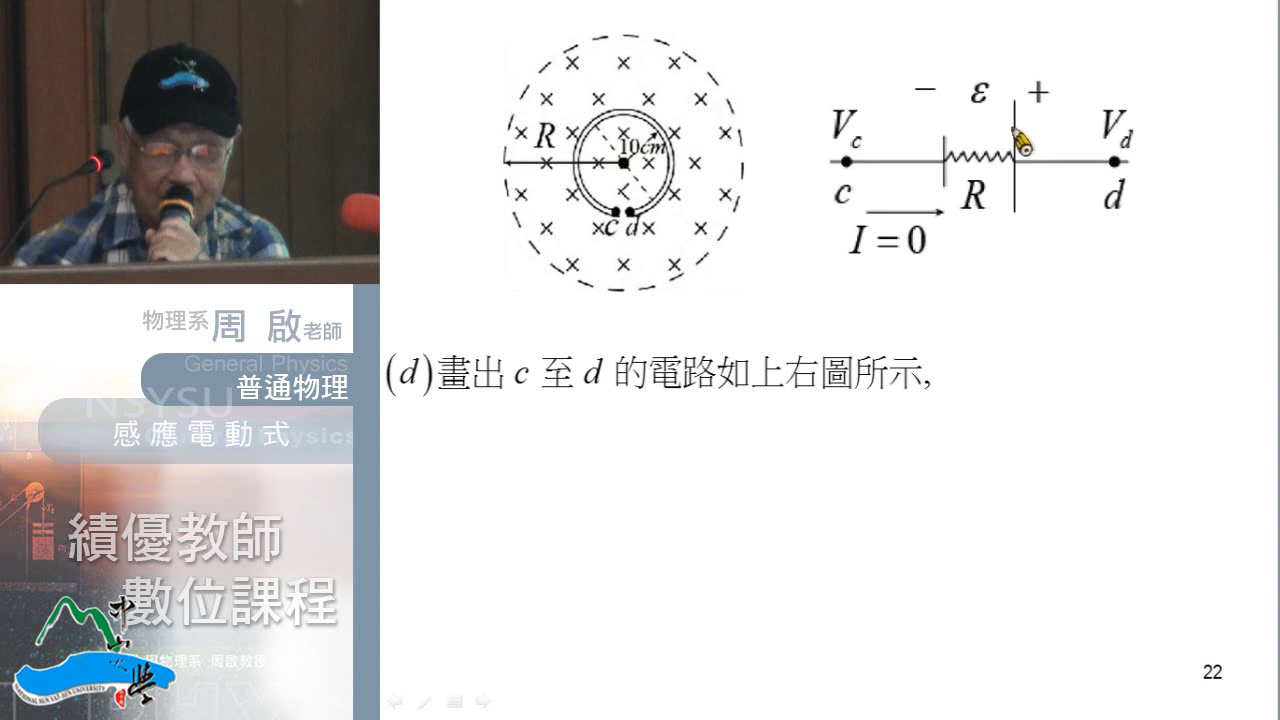 R
10cm
c d
− ε +
V_c
V_d
c
R
d
I = 0
物理系 周 啟 老師
General Physics
普通物理
NSYSU
感應電動式
績優教師
數位課程
(d)畫出 c 至 d 的電路如上右圖所示,
22